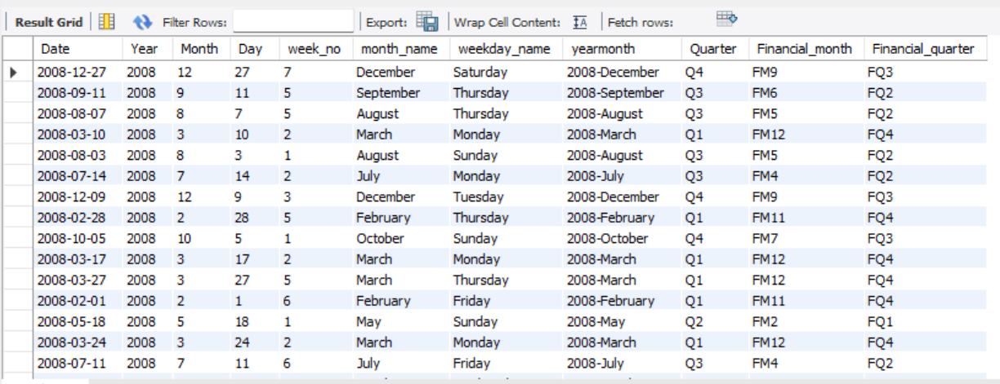 Result Grid Filter Rows: Export: Wrap Cell Content: Fetch rows:
Date Year Month Day week_no month_name weekday_name yearmonth Quarter Financial_month Financial_quarter
2008-12-27 2008 12 27 7 December Saturday 2008-December Q4 FM9 FQ3
2008-09-11 2008 9 11 5 September Thursday 2008-September Q3 FM6 FQ2
2008-08-07 2008 8 7 5 August Thursday 2008-August Q3 FM5 FQ2
2008-03-10 2008 3 10 2 March Monday 2008-March Q1 FM12 FQ4
2008-08-03 2008 8 3 1 August Sunday 2008-August Q3 FM5 FQ2
2008-07-14 2008 7 14 2 July Monday 2008-July Q3 FM4 FQ2
2008-12-09 2008 12 9 3 December Tuesday 2008-December Q4 FM9 FQ3
2008-02-28 2008 2 28 5 February Thursday 2008-February Q1 FM11 FQ4
2008-10-05 2008 10 5 1 October Sunday 2008-October Q4 FM7 FQ3
2008-03-17 2008 3 17 2 March Monday 2008-March Q1 FM12 FQ4
2008-03-27 2008 3 27 5 March Thursday 2008-March Q1 FM12 FQ4
2008-02-01 2008 2 1 6 February Friday 2008-February Q1 FM11 FQ4
2008-05-18 2008 5 18 1 May Sunday 2008-May Q2 FM2 FQ1
2008-03-24 2008 3 24 2 March Monday 2008-March Q1 FM12 FQ4
2008-07-11 2008 7 11 6 July Friday 2008-July Q3 FM4 FQ2